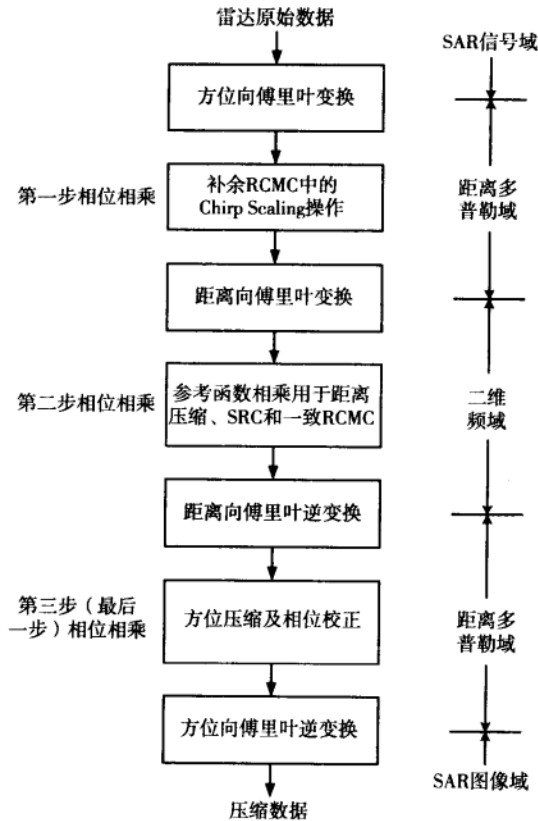 雷达原始数据
SAR信号域
方位向傅里叶变换
第一步相位相乘
补余RCMC中的
Chirp Scaling操作
距离多
普勒域
距离向傅里叶变换
第二步相位相乘
参考函数相乘用于距离
压缩、SRC和一致RCMC
二维
频域
距离向傅里叶逆变换
第三步（最后
一步）相位相乘
方位压缩及相位校正
距离多
普勒域
方位向傅里叶逆变换
SAR图像域
压缩数据